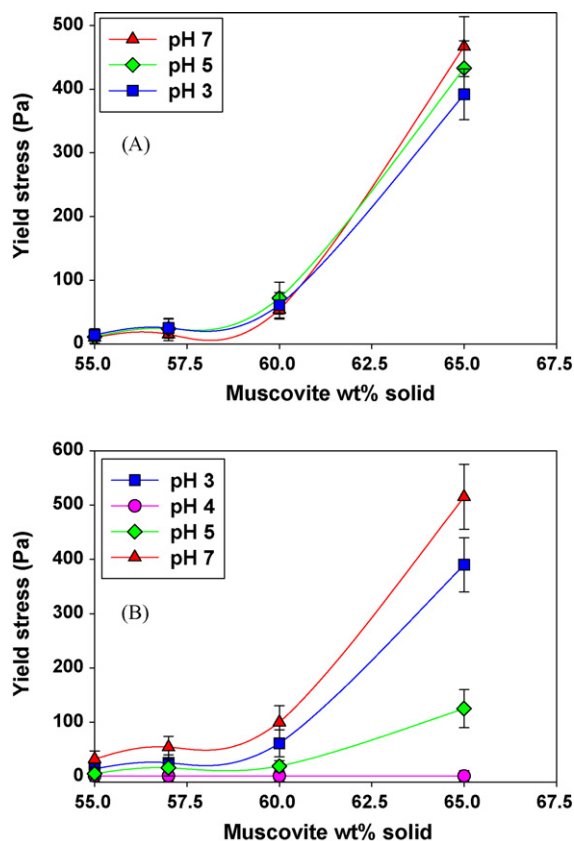 500
400
300
200
100
0
Yield stress (Pa)
pH 7
pH 5
pH 3
(A)
55.0 57.5 60.0 62.5 65.0 67.5
Muscovite wt% solid
600
500
400
300
200
100
0
Yield stress (Pa)
pH 3
pH 4
pH 5
pH 7
(B)
55.0 57.5 60.0 62.5 65.0 67.5
Muscovite wt% solid